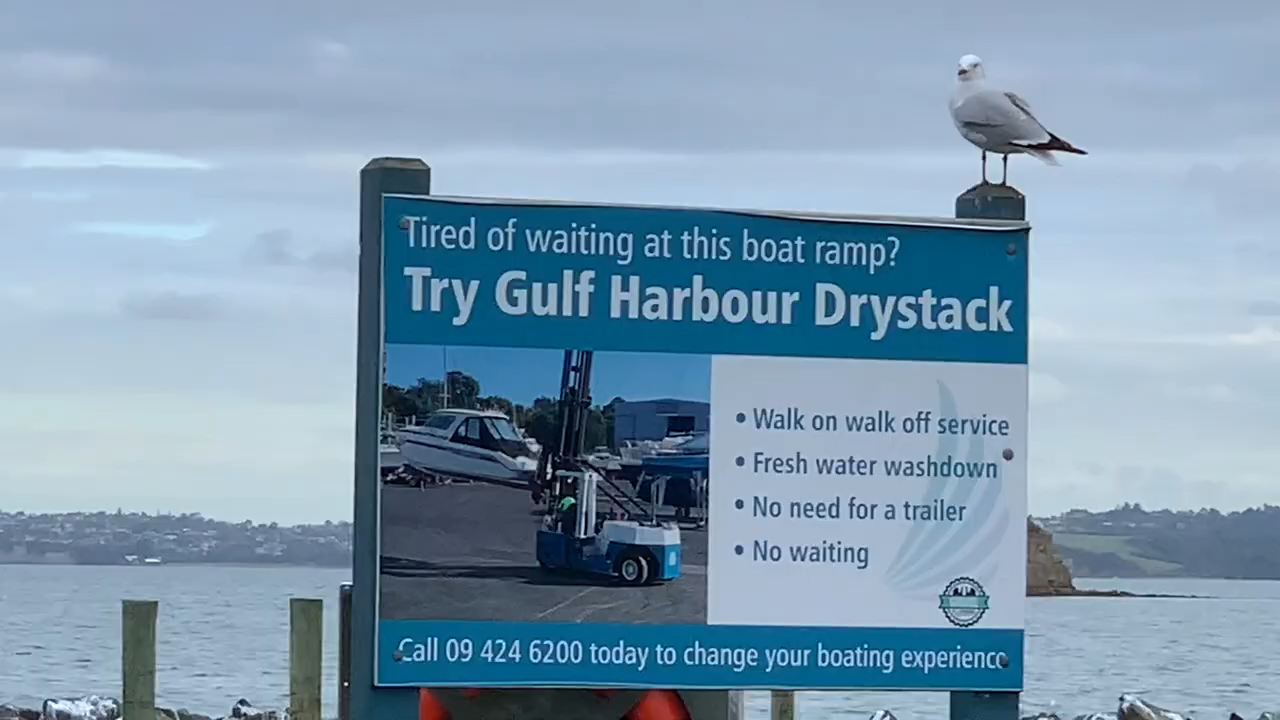 Tired of waiting at this boat ramp?
Try Gulf Harbour Drystack
• Walk on walk off service
• Fresh water washdown
• No need for a trailer
• No waiting
Call 09 424 6200 today to change your boating experience